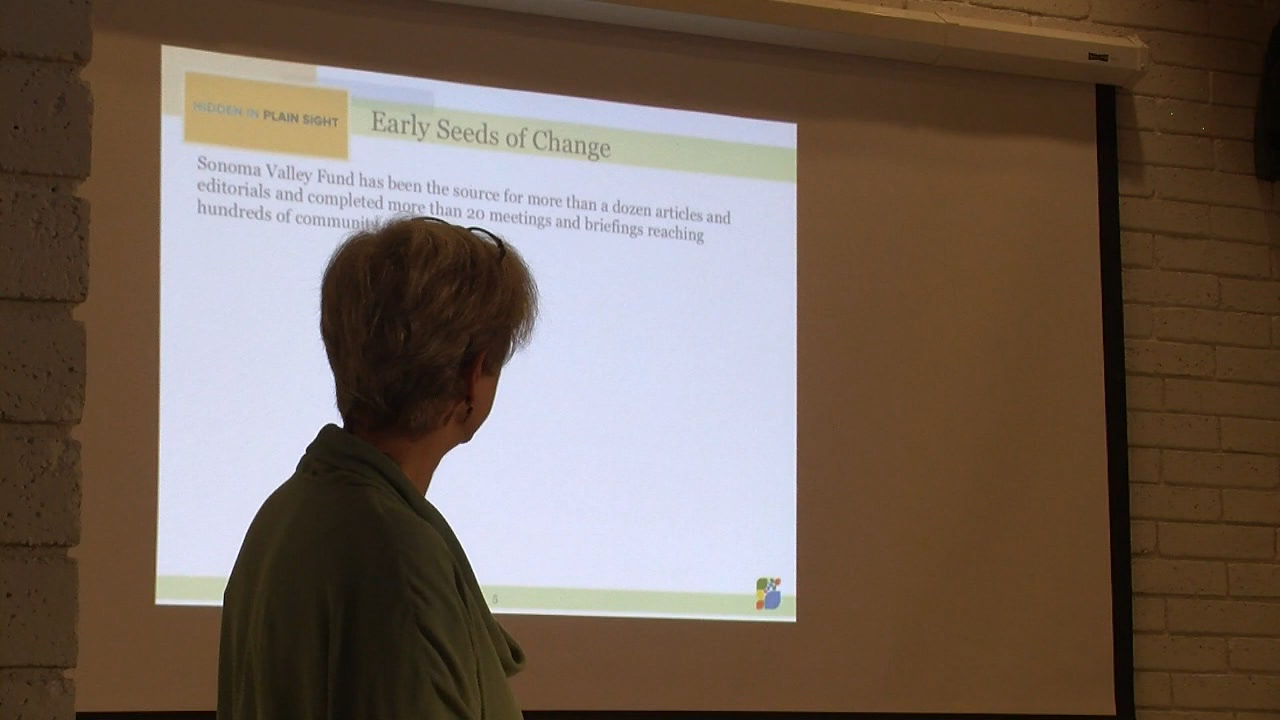 HIDDEN IN PLAIN SIGHT
Early Seeds of Change
Sonoma Valley Fund has been the source for more than a dozen articles and
editorials and completed more than 20 meetings and briefings reaching
hundreds of
5